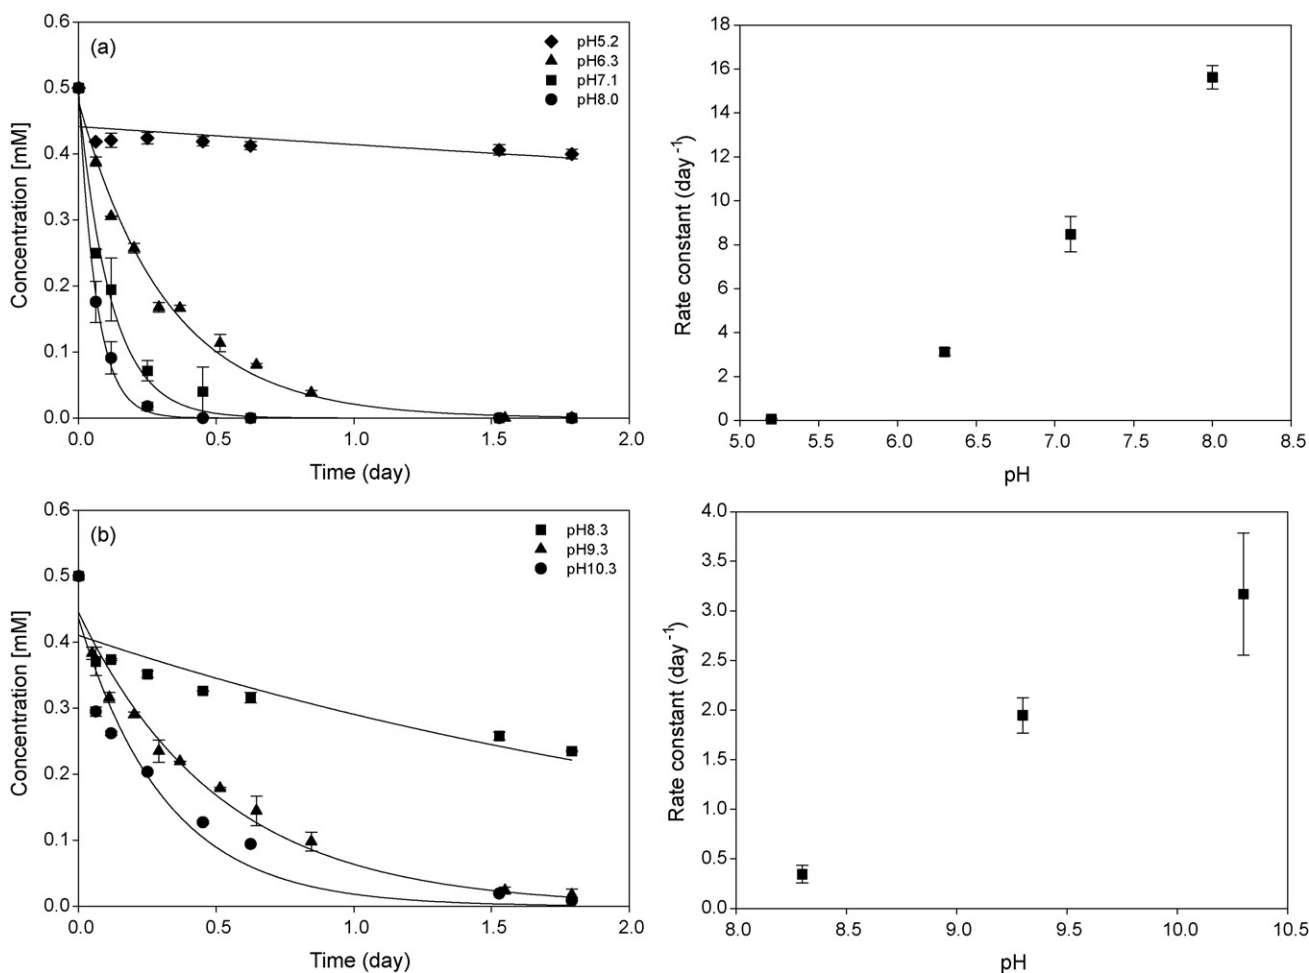 (a)
pH5.2
pH6.3
pH7.1
pH8.0
Concentration [mM]
0.6
0.5
0.4
0.3
0.2
0.1
0.0
0.0 0.5 1.0 1.5 2.0
Time (day)
Rate constant (day⁻¹)
18
16
14
12
10
8
6
4
2
0
5.0 5.5 6.0 6.5 7.0 7.5 8.0 8.5
pH
(b)
pH8.3
pH9.3
pH10.3
Concentration [mM]
0.6
0.5
0.4
0.3
0.2
0.1
0.0
0.0 0.5 1.0 1.5 2.0
Time (day)
Rate constant (day⁻¹)
4.0
3.5
3.0
2.5
2.0
1.5
1.0
0.5
0.0
8.0 8.5 9.0 9.5 10.0 10.5
pH